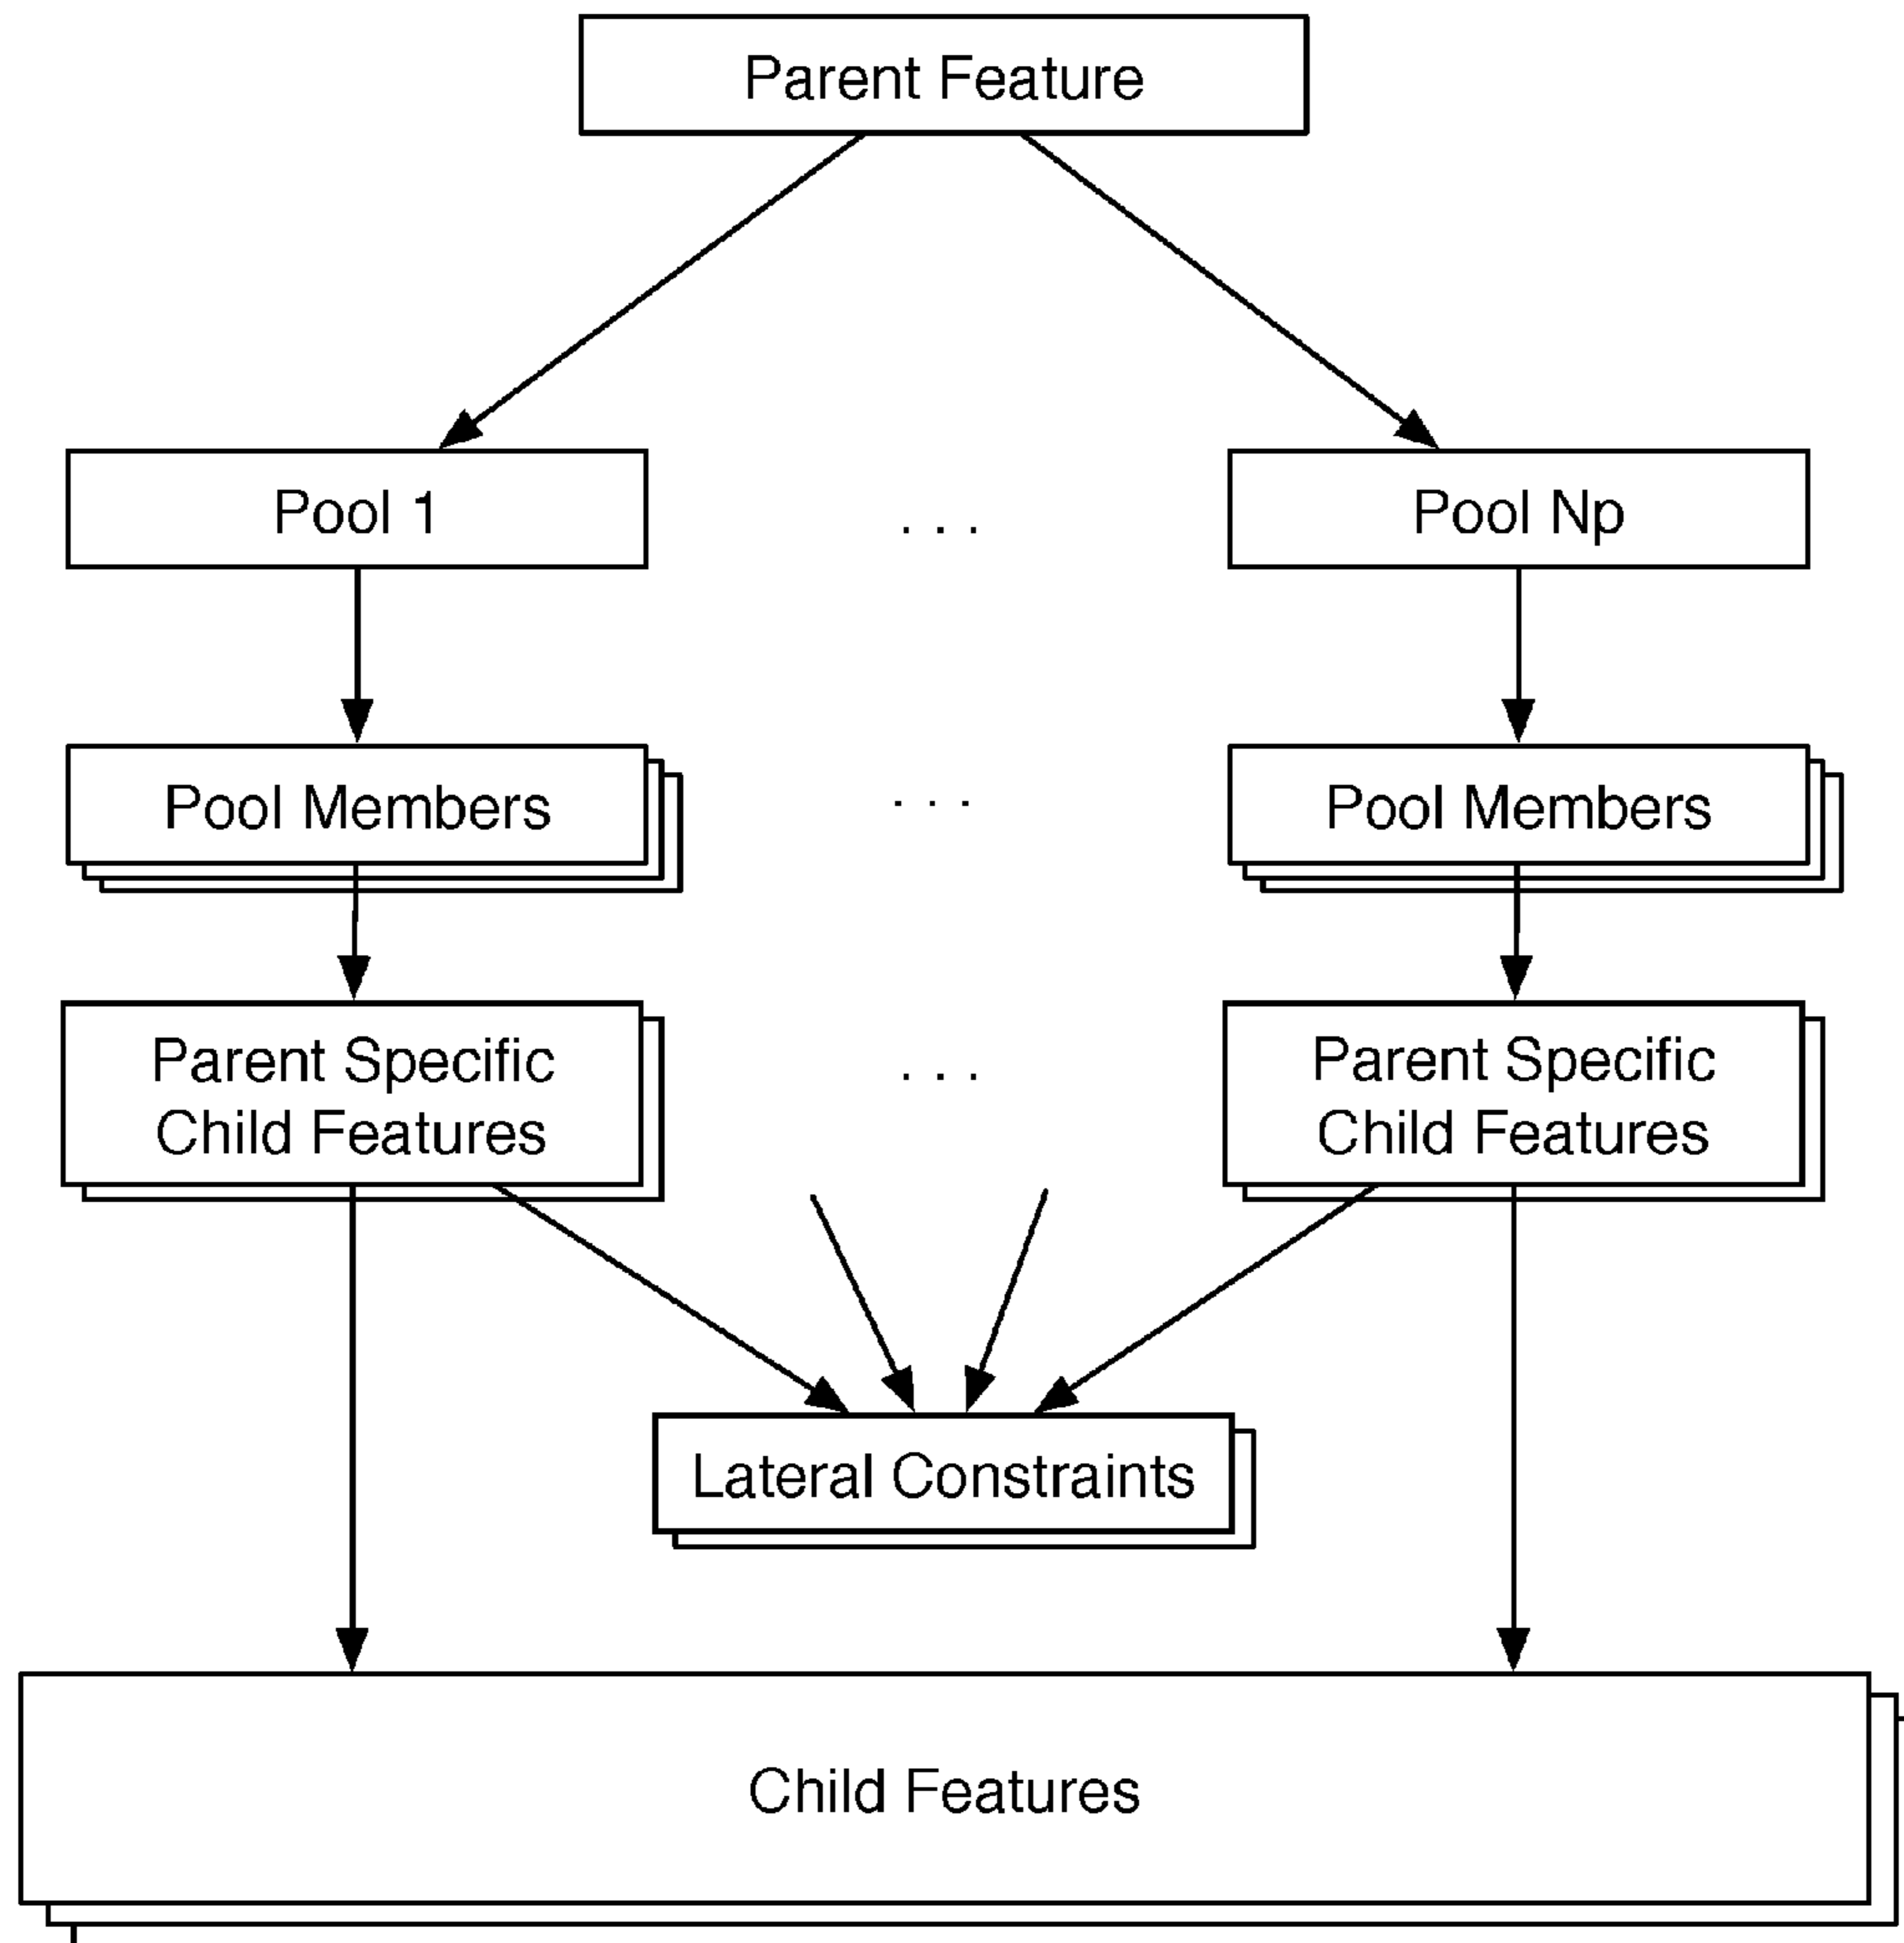 Parent Feature
Pool 1
. . .
Pool Np
Pool Members
. . .
Pool Members
Parent Specific
Child Features
. . .
Parent Specific
Child Features
Lateral Constraints
Child Features